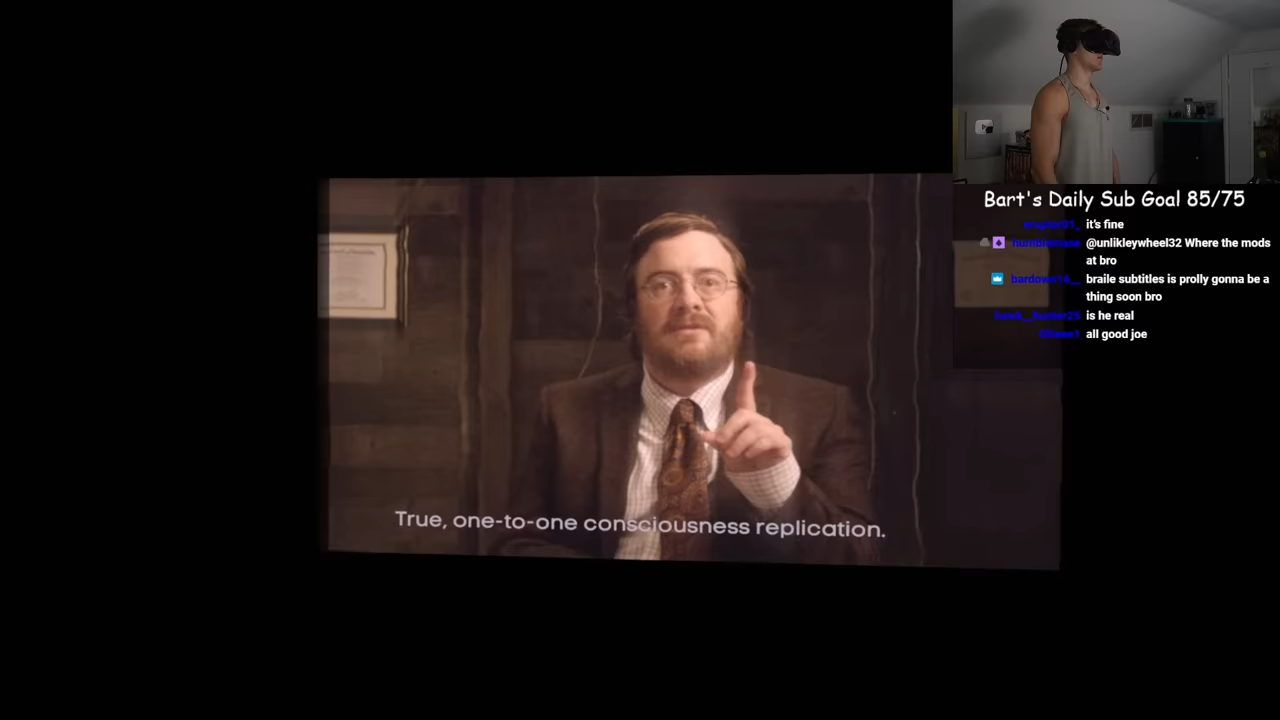 Bart's Daily Sub Goal 85/75
it's fine
@unlikleywheel32 Where the mods
at bro
braile subtitles is prolly gonna be a
thing soon bro
is he real
all good joe
True, one-to-one consciousness replication.